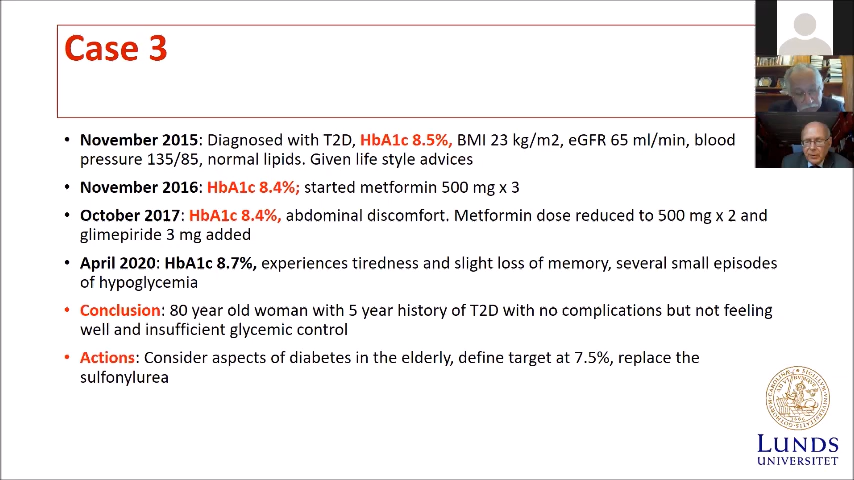 Case 3
• November 2015: Diagnosed with T2D, HbA1c 8.5%, BMI 23 kg/m2, eGFR 65 ml/min, blood
pressure 135/85, normal lipids. Given life style advices
• November 2016: HbA1c 8.4%; started metformin 500 mg x 3
• October 2017: HbA1c 8.4%, abdominal discomfort. Metformin dose reduced to 500 mg x 2 and
glimepiride 3 mg added
• April 2020: HbA1c 8.7%, experiences tiredness and slight loss of memory, several small episodes
of hypoglycemia
• Conclusion: 80 year old woman with 5 year history of T2D with no complications but not feeling
well and insufficient glycemic control
• Actions: Consider aspects of diabetes in the elderly, define target at 7.5%, replace the
sulfonylurea
LUNDS
UNIVERSITET